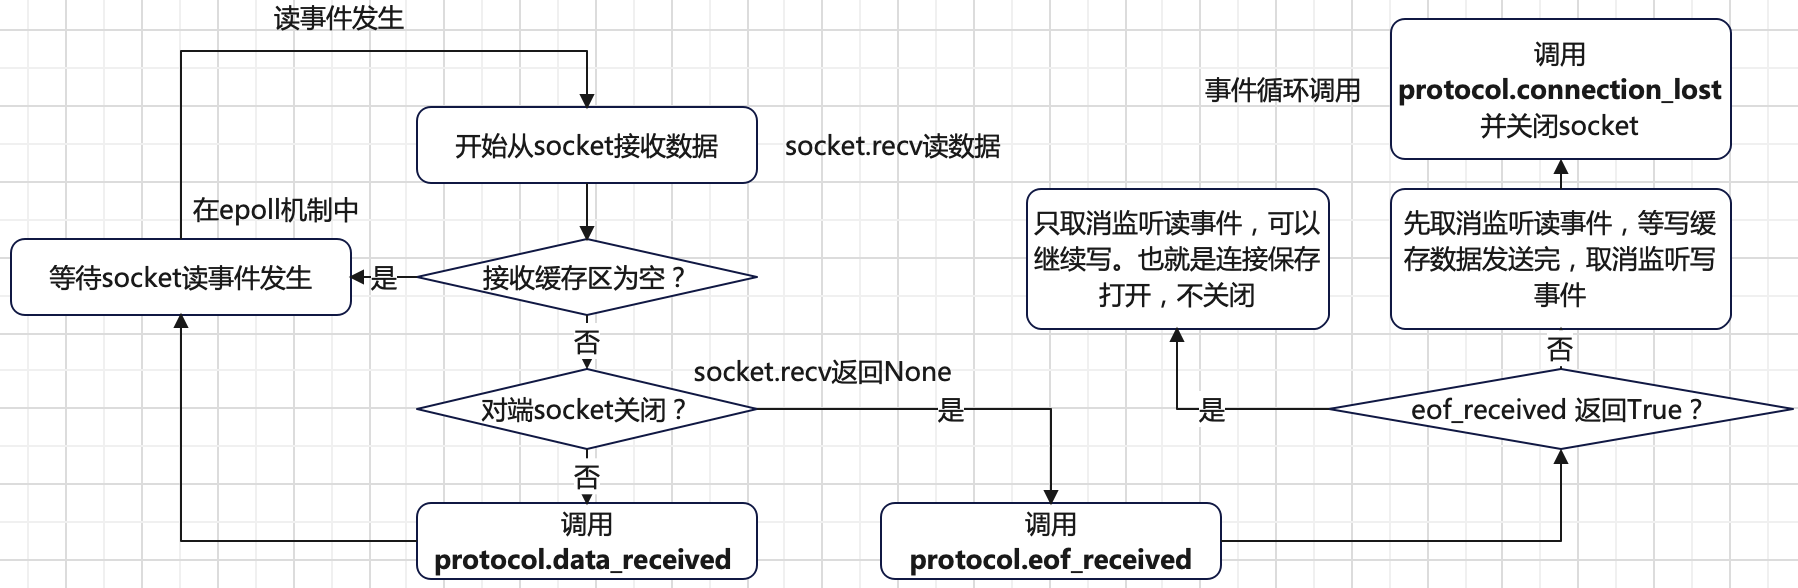 读事件发生
开始从socket接收数据
socket.recv读数据
在epoll机制中
等待socket读事件发生
是
接收缓存区为空？
否
socket.recv返回None
对端socket关闭？
是
否
调用
protocol.data_received
调用
protocol.eof_received
eof_received 返回True？
是
只取消监听读事件，可以
继续写。也就是连接保存
打开，不关闭
否
先取消监听读事件，等写缓
存数据发送完，取消监听写
事件
事件循环调用
调用
protocol.connection_lost
并关闭socket